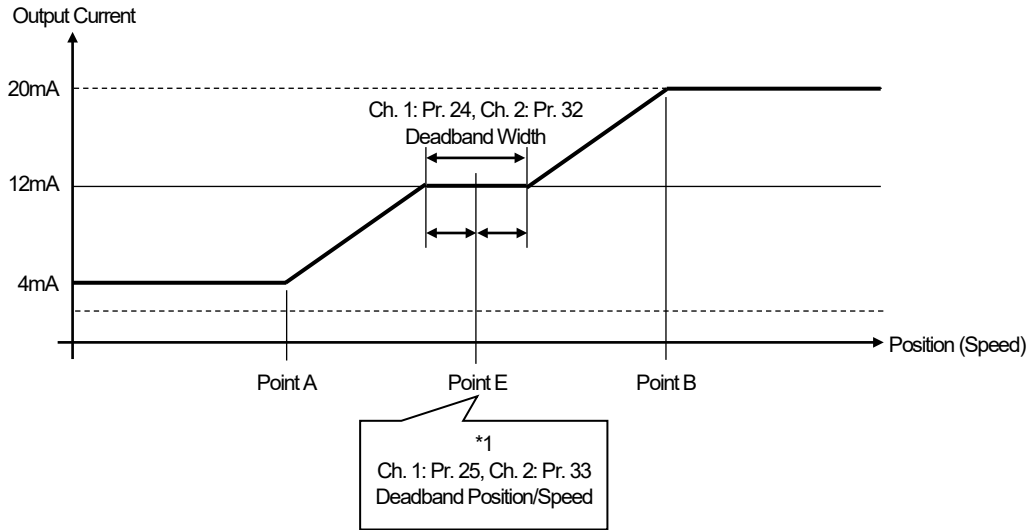 Output Current
20mA
Ch. 1: Pr. 24, Ch. 2: Pr. 32
Deadband Width
12mA
4mA
Position (Speed)
Point A
Point E
Point B
*1
Ch. 1: Pr. 25, Ch. 2: Pr. 33
Deadband Position/Speed